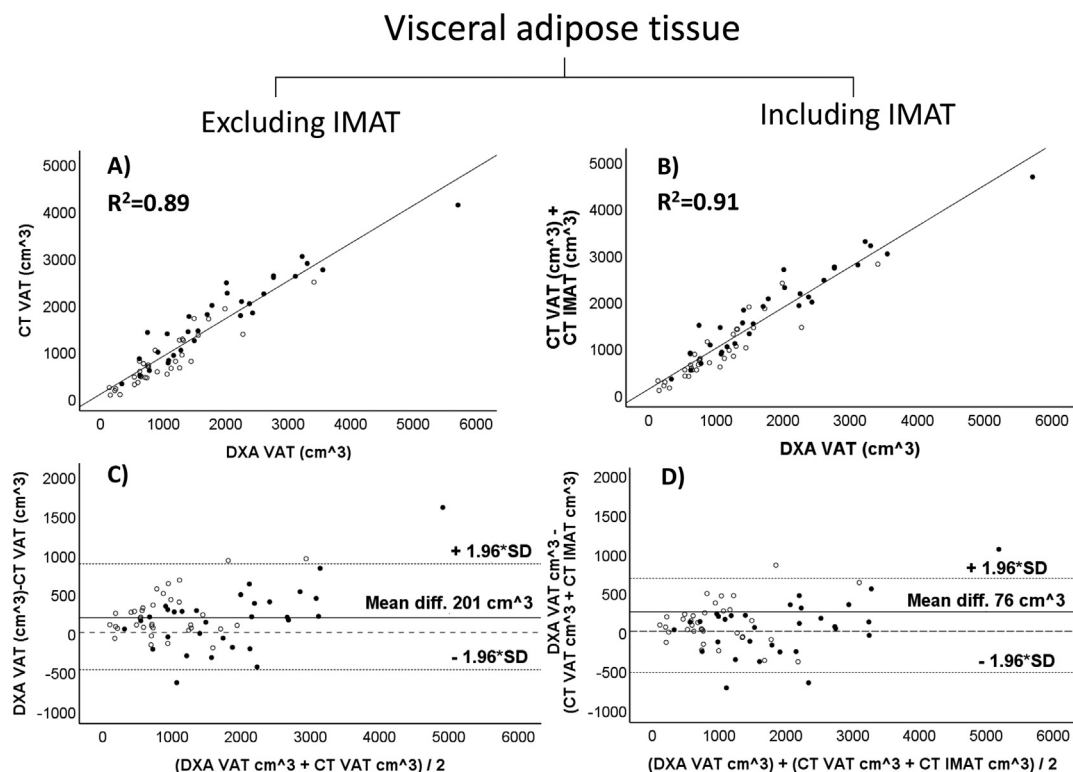 Visceral adipose tissue
Excluding IMAT
Including IMAT
A)
R²=0.89
5000
4000
3000
2000
1000
0
CT VAT (cm^3)
0 1000 2000 3000 4000 5000 6000
DXA VAT (cm^3)
B)
R²=0.91
5000
4000
3000
2000
1000
0
CT VAT (cm^3) +
CT IMAT (cm^3)
0 1000 2000 3000 4000 5000 6000
DXA VAT (cm^3)
C)
2000
1500
1000
500
0
-500
-1000
DXA VAT (cm^3)-CT VAT (cm^3)
+ 1.96*SD
Mean diff. 201 cm^3
- 1.96*SD
0 1000 2000 3000 4000 5000 6000
(DXA VAT cm^3 + CT VAT cm^3) / 2
D)
2000
1500
1000
500
0
-500
-1000
DXA VAT cm^3 -
(CT VAT cm^3 + CT IMAT cm^3)
+ 1.96*SD
Mean diff. 76 cm^3
- 1.96*SD
0 1000 2000 3000 4000 5000 6000
(DXA VAT cm^3) + (CT VAT cm^3 + CT IMAT cm^3) / 2